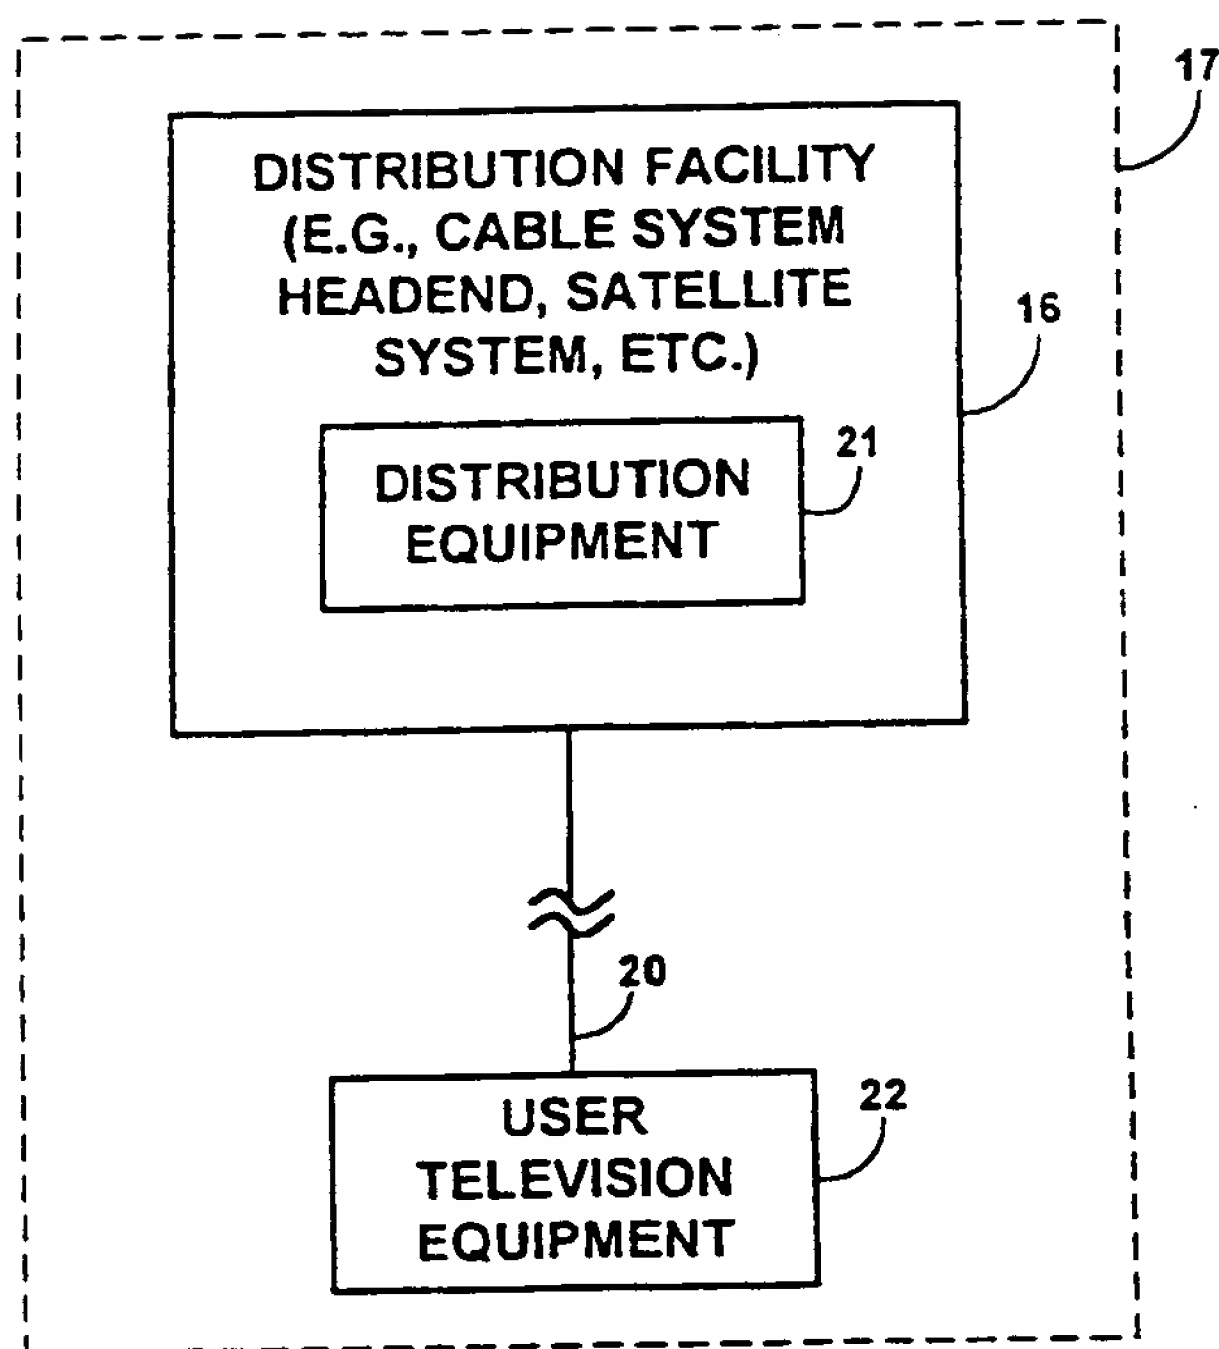 17
DISTRIBUTION FACILITY
(E.G., CABLE SYSTEM
HEADEND, SATELLITE
SYSTEM, ETC.)
16
21
DISTRIBUTION
EQUIPMENT
20
22
USER
TELEVISION
EQUIPMENT